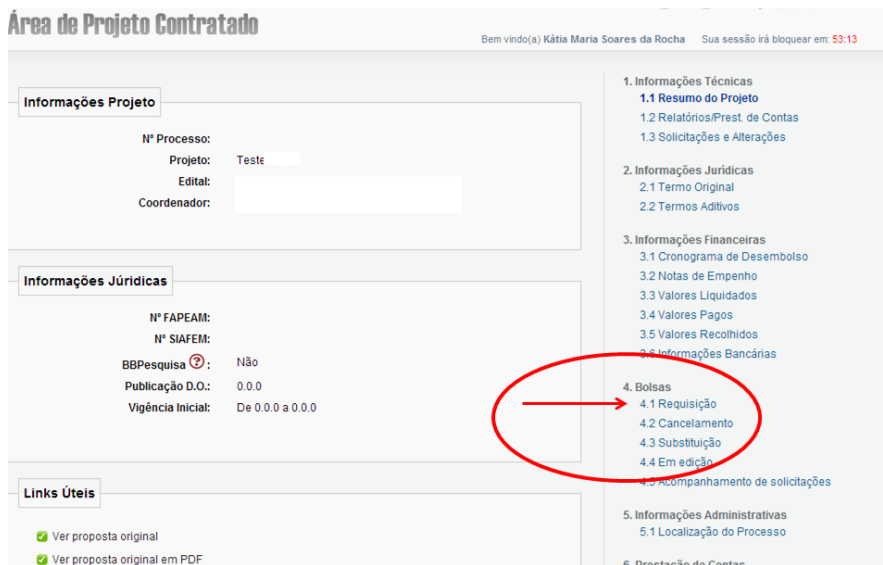 Área de Projeto Contratado
Bem vindo(a) Kátia Maria Soares da Rocha Sua sessão irá bloquear em: 53:13
Informações Projeto
Nº Processo:
Projeto: Teste
Edital:
Coordenador:
Informações Júridicas
Nº FAPEAM:
Nº SIAFEM:
BBPesquisa ?: Não
Publicação D.O.: 0.0.0
Vigência Inicial: De 0.0.0 a 0.0.0
Links Úteis
Ver proposta original
Ver proposta original em PDF
1. Informações Técnicas
1.1 Resumo do Projeto
1.2 Relatórios/Prest. de Contas
1.3 Solicitações e Alterações
2. Informações Jurídicas
2.1 Termo Original
2.2 Termos Aditivos
3. Informações Financeiras
3.1 Cronograma de Desembolso
3.2 Notas de Empenho
3.3 Valores Liquidados
3.4 Valores Pagos
3.5 Valores Recolhidos
3.6 Informações Bancárias
4. Bolsas
4.1 Requisição
4.2 Cancelamento
4.3 Substituição
4.4 Em edição
4.5 Acompanhamento de solicitações
5. Informações Administrativas
5.1 Localização do Processo
6. Prestação de Contas